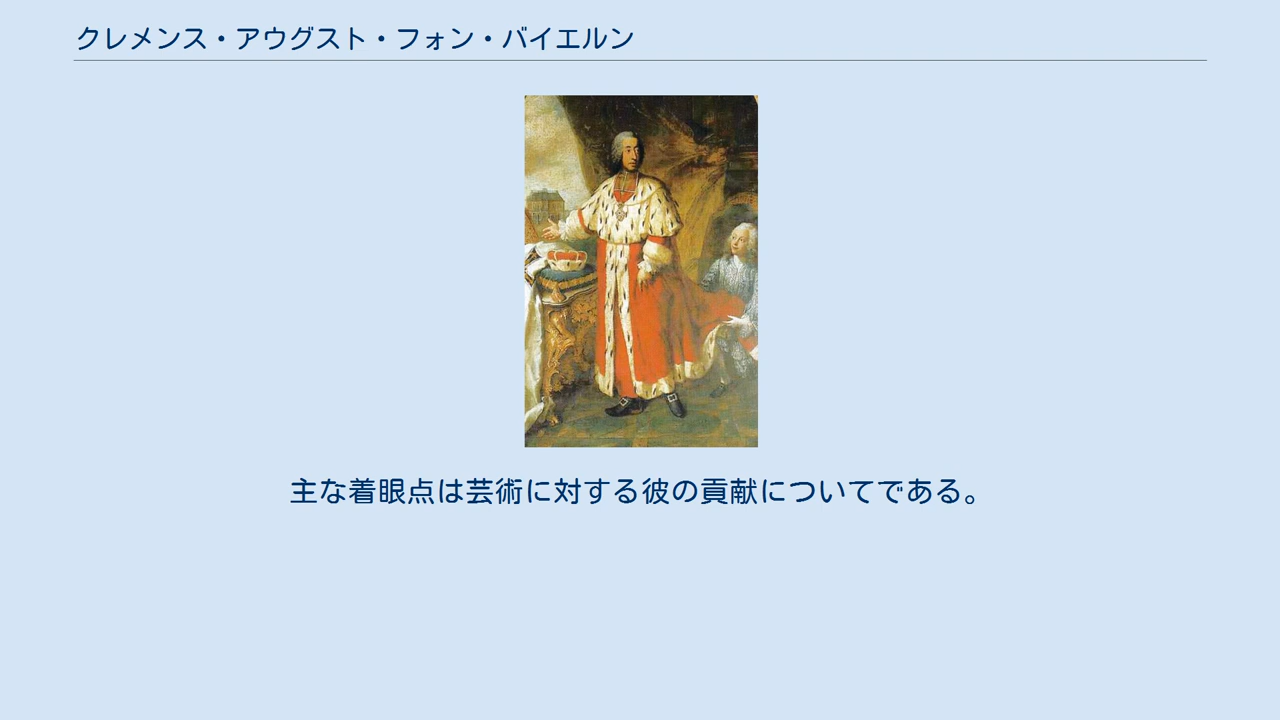 クレメンス・アウグスト・フォン・バイエルン
主な着眼点は芸術に対する彼の貢献についてである。